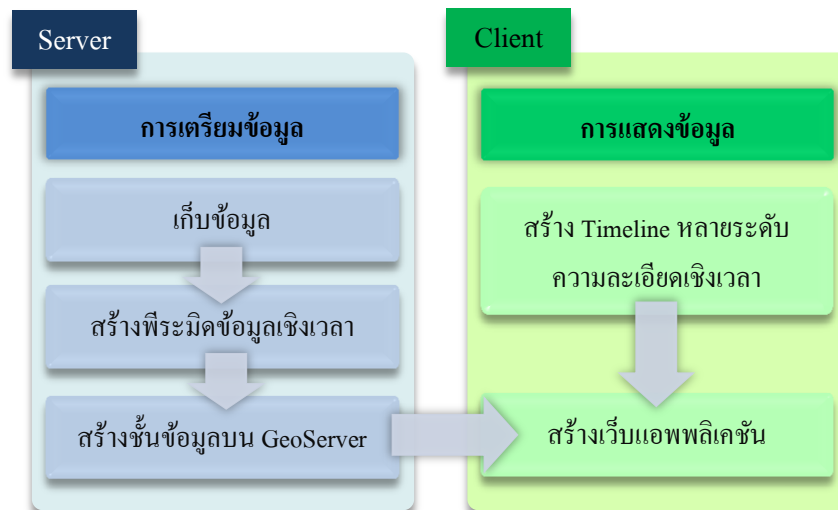 Server
การเตรียมข้อมูล
เก็บข้อมูล
สร้างพีระมิดข้อมูลเชิงเวลา
สร้างชั้นข้อมูลบน GeoServer
Client
การแสดงข้อมูล
สร้าง Timeline หลายระดับ
ความละเอียดเชิงเวลา
สร้างเว็บแอพพลิเคชัน